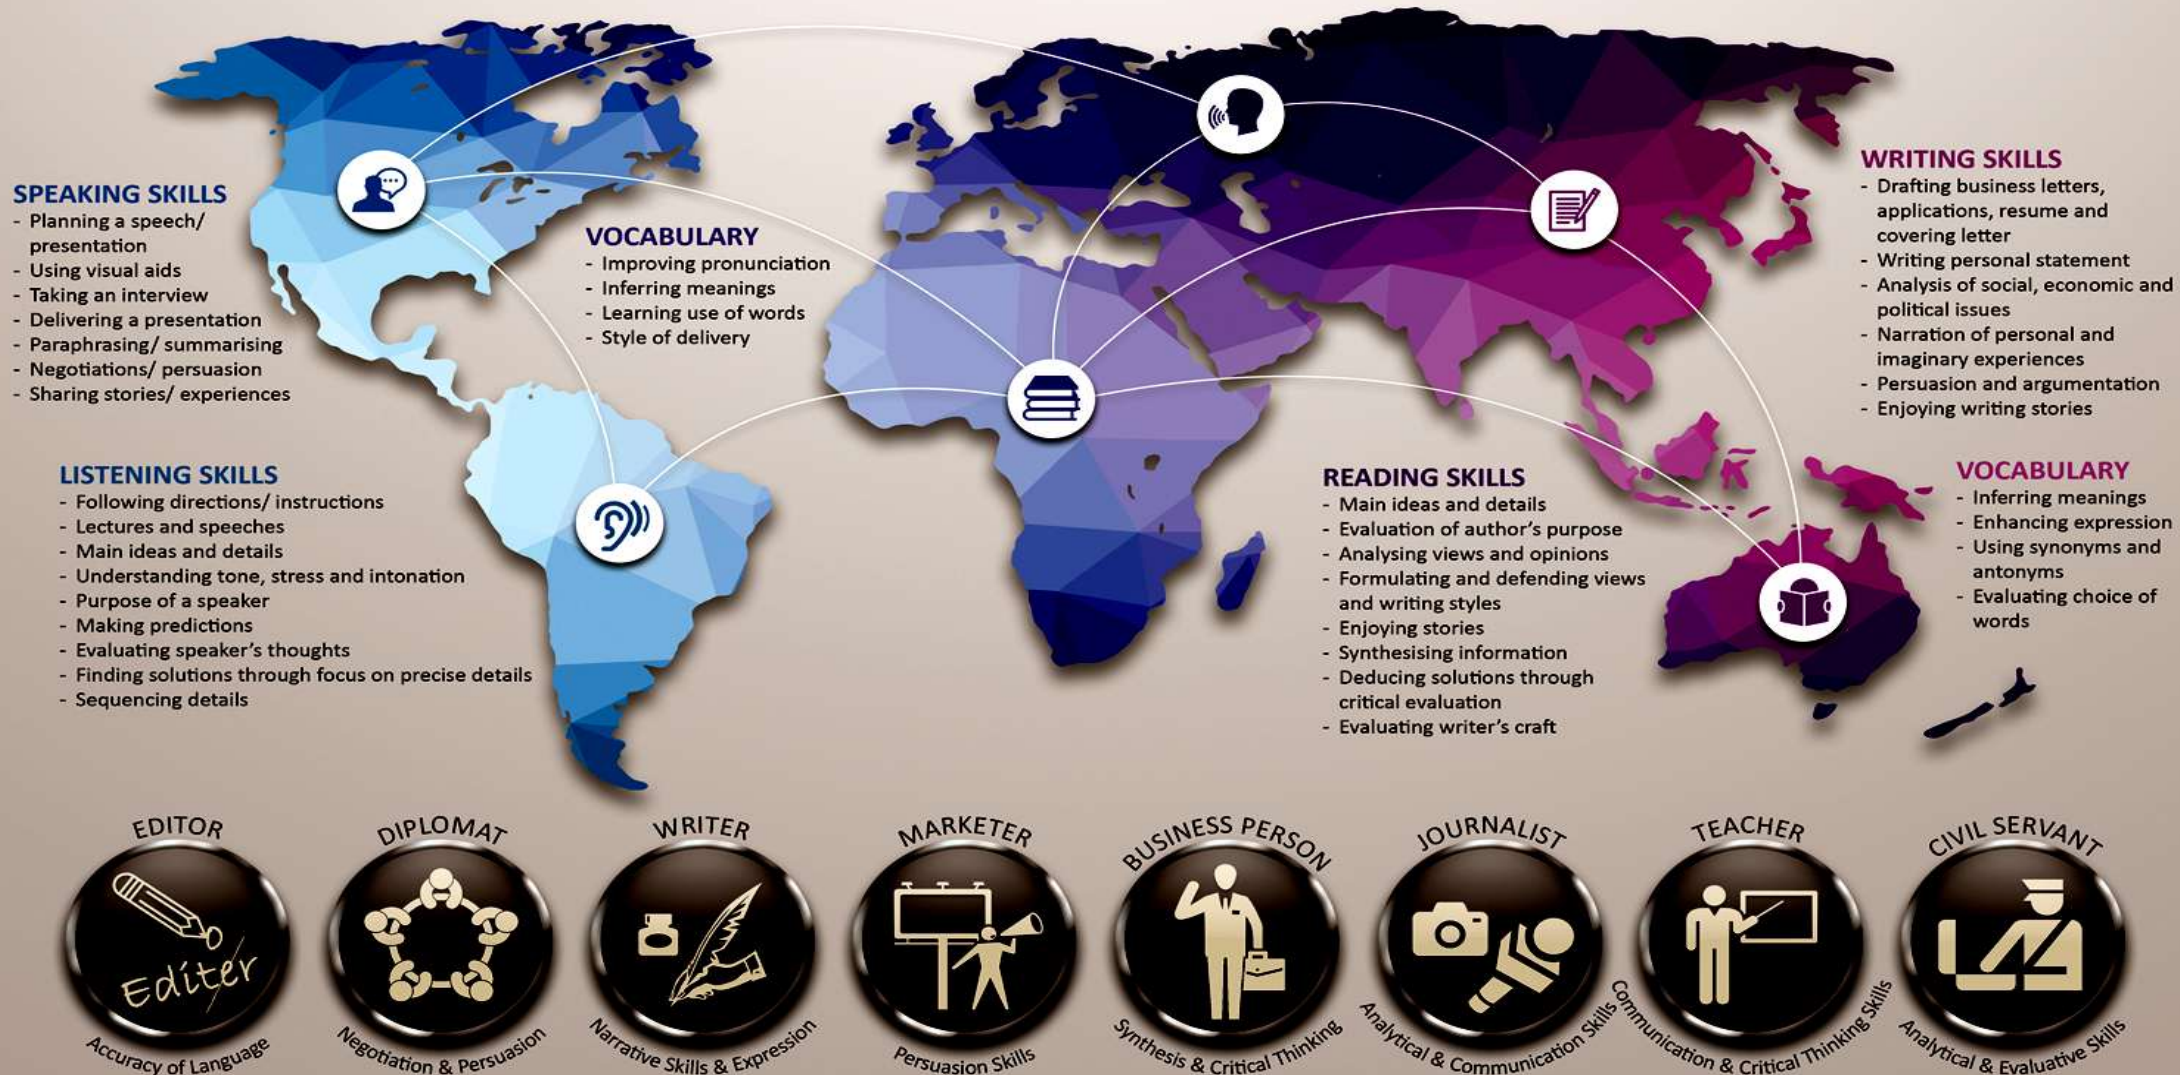 SPEAKING SKILLS
- Planning a speech/
presentation
- Using visual aids
- Taking an interview
- Delivering a presentation
- Paraphrasing/ summarising
- Negotiations/ persuasion
- Sharing stories/ experiences
VOCABULARY
- Improving pronunciation
- Inferring meanings
- Learning use of words
- Style of delivery
WRITING SKILLS
- Drafting business letters,
applications, resume and
covering letter
- Writing personal statement
- Analysis of social, economic and
political issues
- Narration of personal and
imaginary experiences
- Persuasion and argumentation
- Enjoying writing stories
LISTENING SKILLS
- Following directions/ instructions
- Lectures and speeches
- Main ideas and details
- Understanding tone, stress and intonation
- Purpose of a speaker
- Making predictions
- Evaluating speaker's thoughts
- Finding solutions through focus on precise details
- Sequencing details
READING SKILLS
- Main ideas and details
- Evaluation of author's purpose
- Analysing views and opinions
- Formulating and defending views
and writing styles
- Enjoying stories
- Synthesising information
- Deducing solutions through
critical evaluation
- Evaluating writer's craft
VOCABULARY
- Inferring meanings
- Enhancing expression
- Using synonyms and
antonyms
- Evaluating choice of
words
EDITOR
Editer
Accuracy of Language
DIPLOMAT
Negotiation & Persuasion
WRITER
Narrative Skills & Expression
MARKETER
Persuasion Skills
BUSINESS PERSON
Synthesis & Critical Thinking
JOURNALIST
Analytical & Communication Skills
TEACHER
Communication & Critical Thinking Skills
CIVIL SERVANT
Analytical & Evaluative Skills